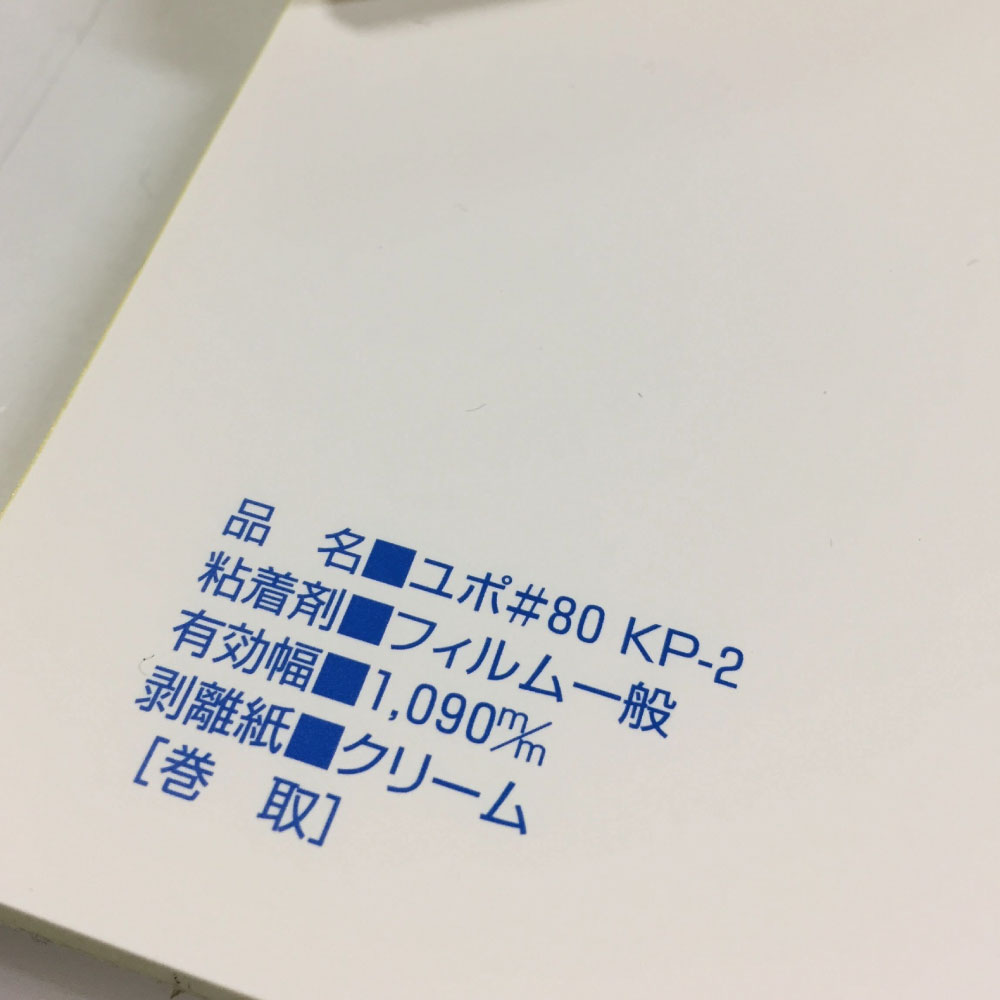 品　名■ユポ#80 KP-2
粘着剤■フィルム一般
有効幅■1,090m/m
剥離紙■クリーム
[巻　取]